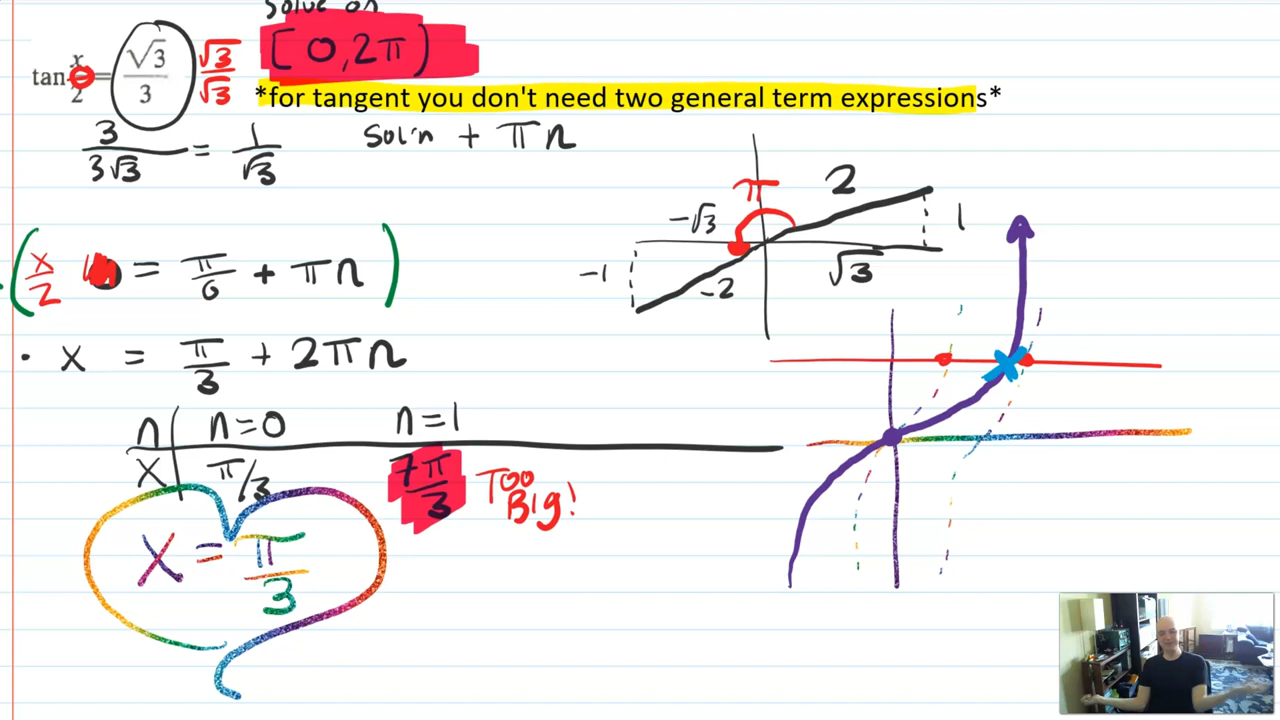 solve on
[0, 2π)
tan x/2 = √3/3 √3/√3
*for tangent you don't need two general term expressions*
3/3√3 = 1/√3 sol'n + πn
(x/2 = π/6 + πn)
· x = π/3 + 2πn
n n=0 n=1
x π/3 7π/3 Too Big!
x = π/3
π 2
-√3 1
-1 -2 √3